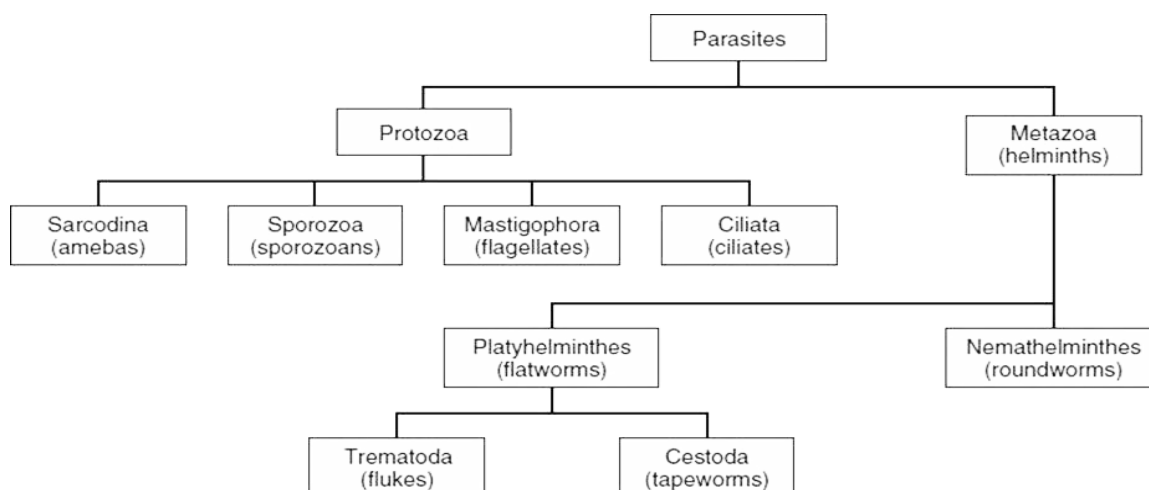 Parasites
Protozoa
Metazoa
(helminths)
Sarcodina
(amebas)
Sporozoa
(sporozoans)
Mastigophora
(flagellates)
Ciliata
(ciliates)
Platyhelminthes
(flatworms)
Nemathelminthes
(roundworms)
Trematoda
(flukes)
Cestoda
(tapeworms)